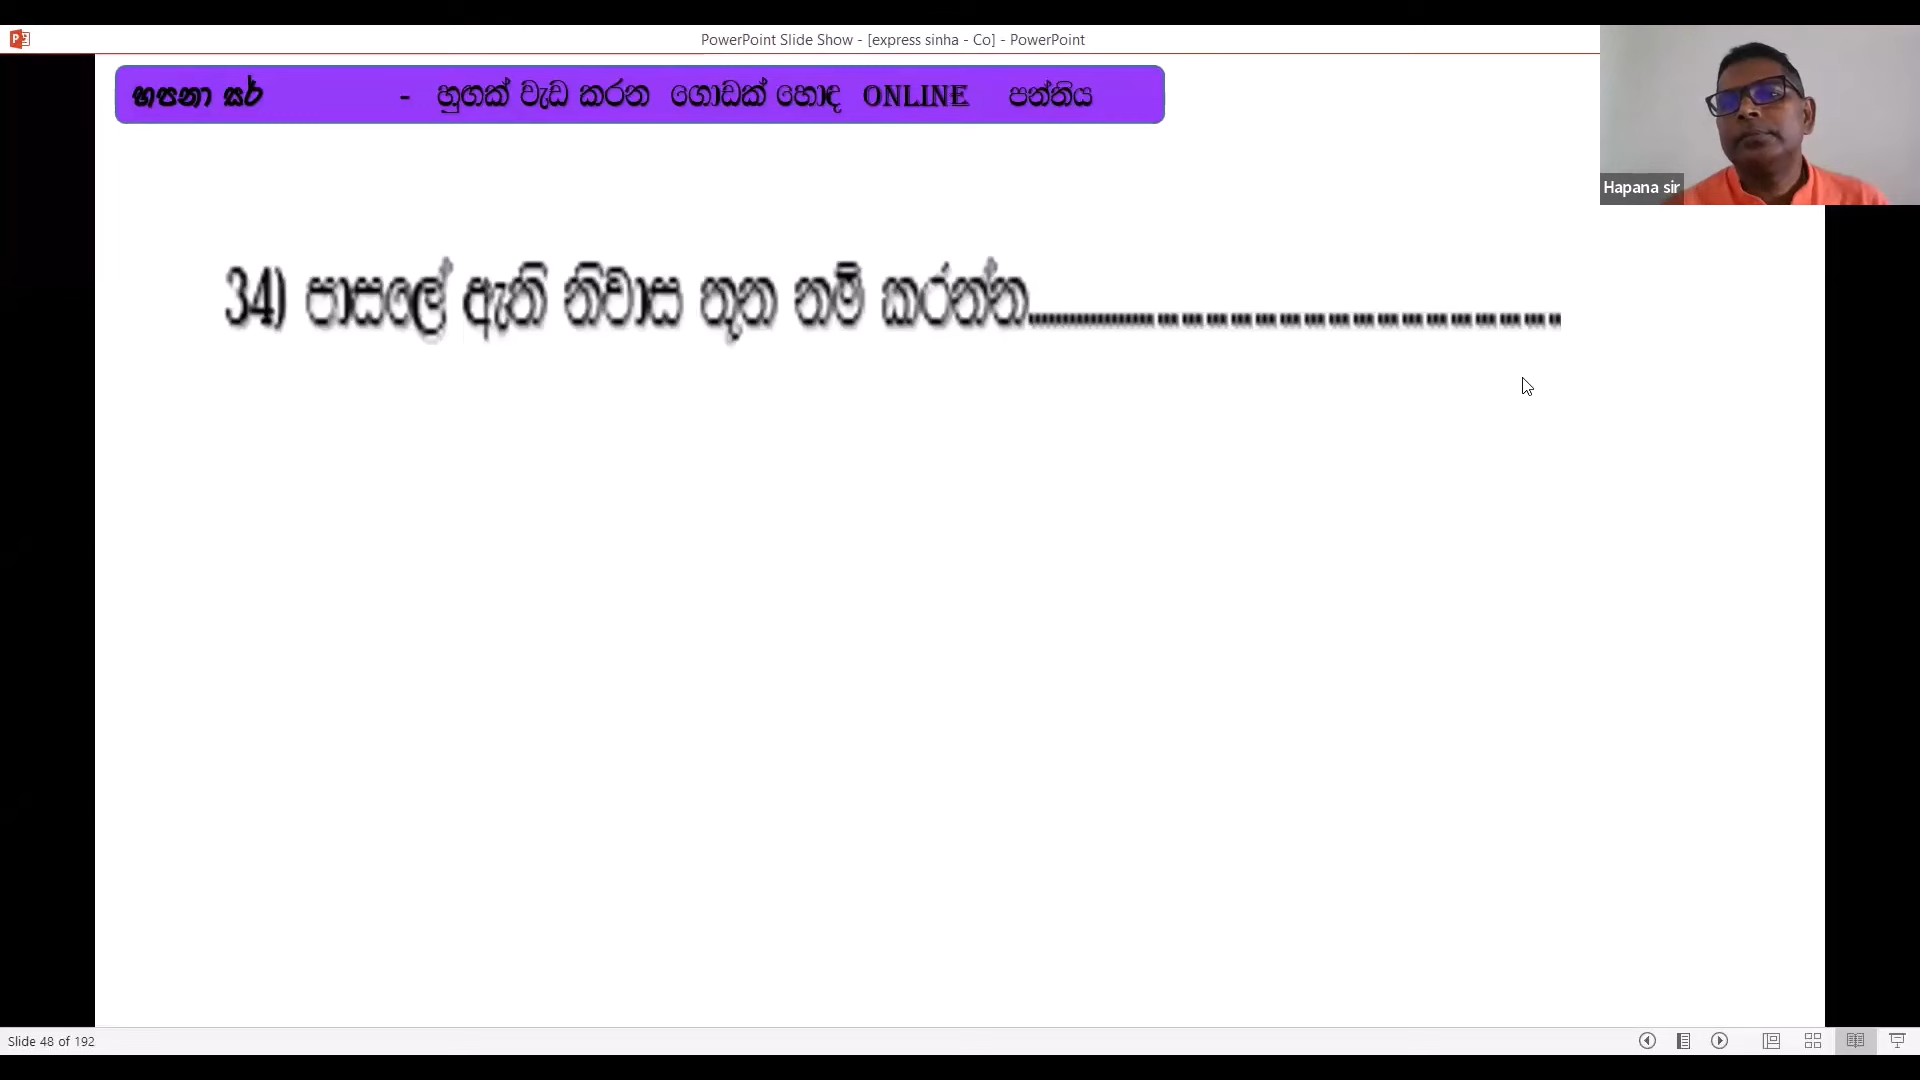 PowerPoint Slide Show - [express sinha - Co] - PowerPoint
හපනා සර් - හුඟක් වැඩ කරන ගොඩක් හොඳ ONLINE පන්තිය
Hapana sir
34) පාසලේ ඇති නිවාස තුන නම් කරන්න..............................
Slide 48 of 192